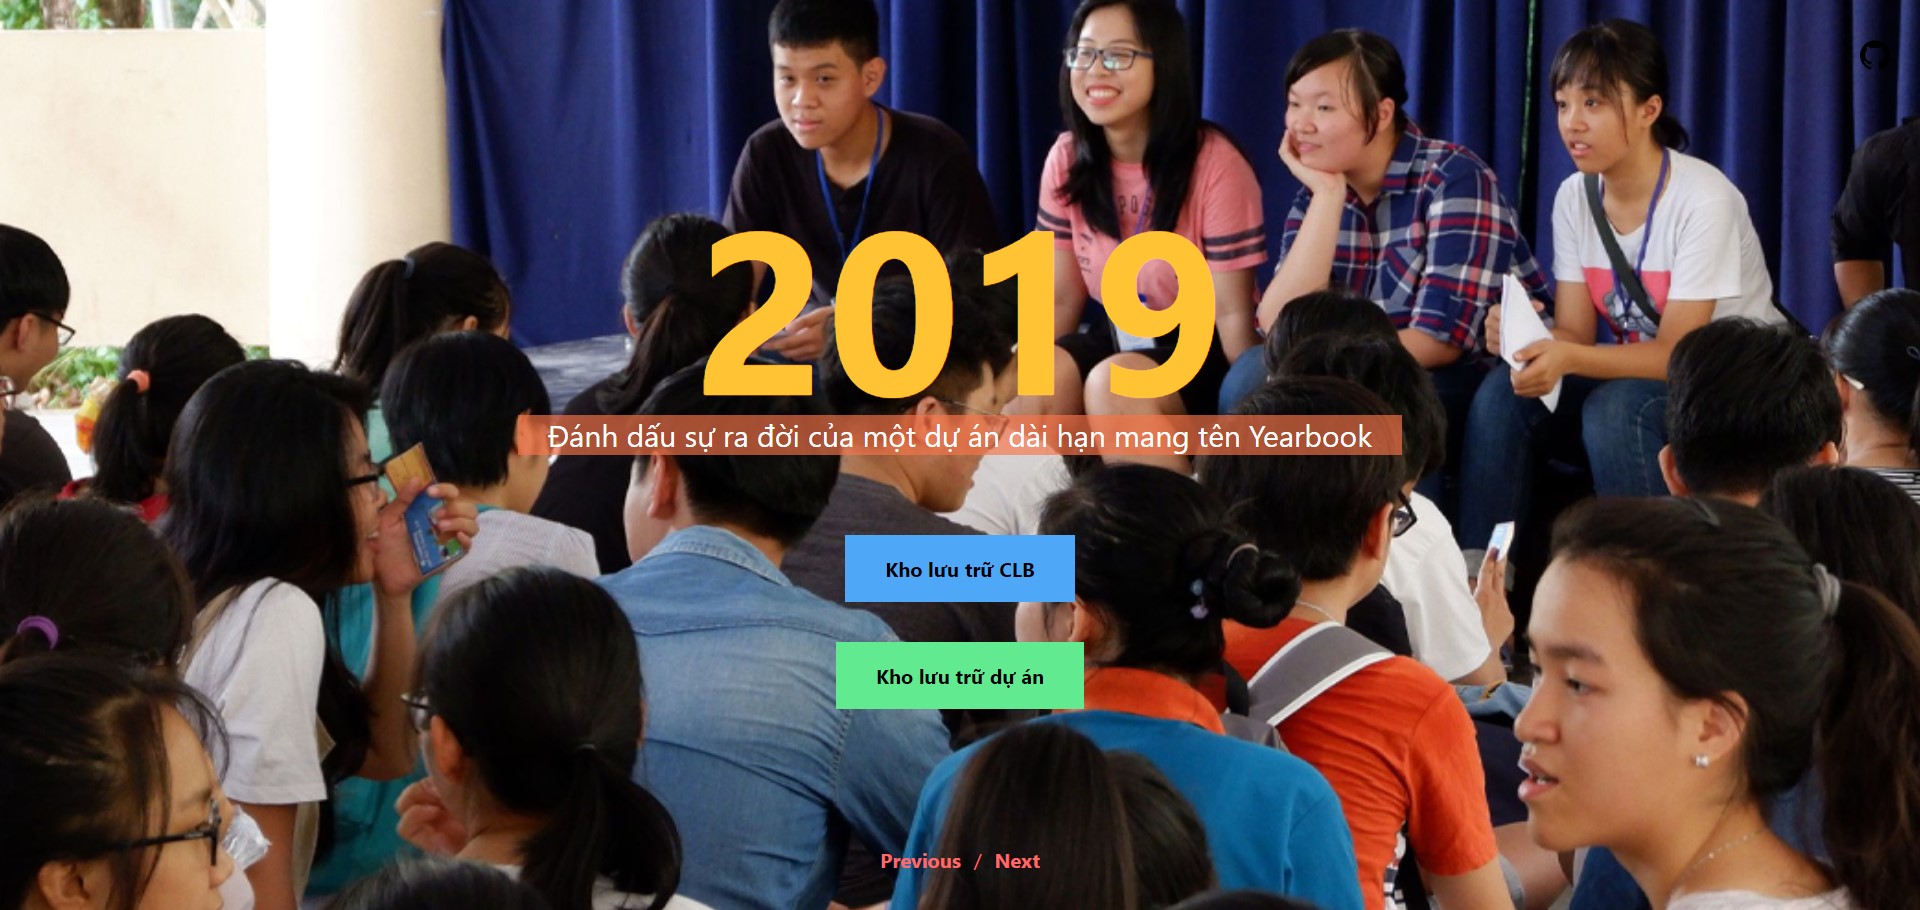 2019
Đánh dấu sự ra đời của một dự án dài hạn mang tên Yearbook
Kho lưu trữ CLB
Kho lưu trữ dự án
Previous / Next